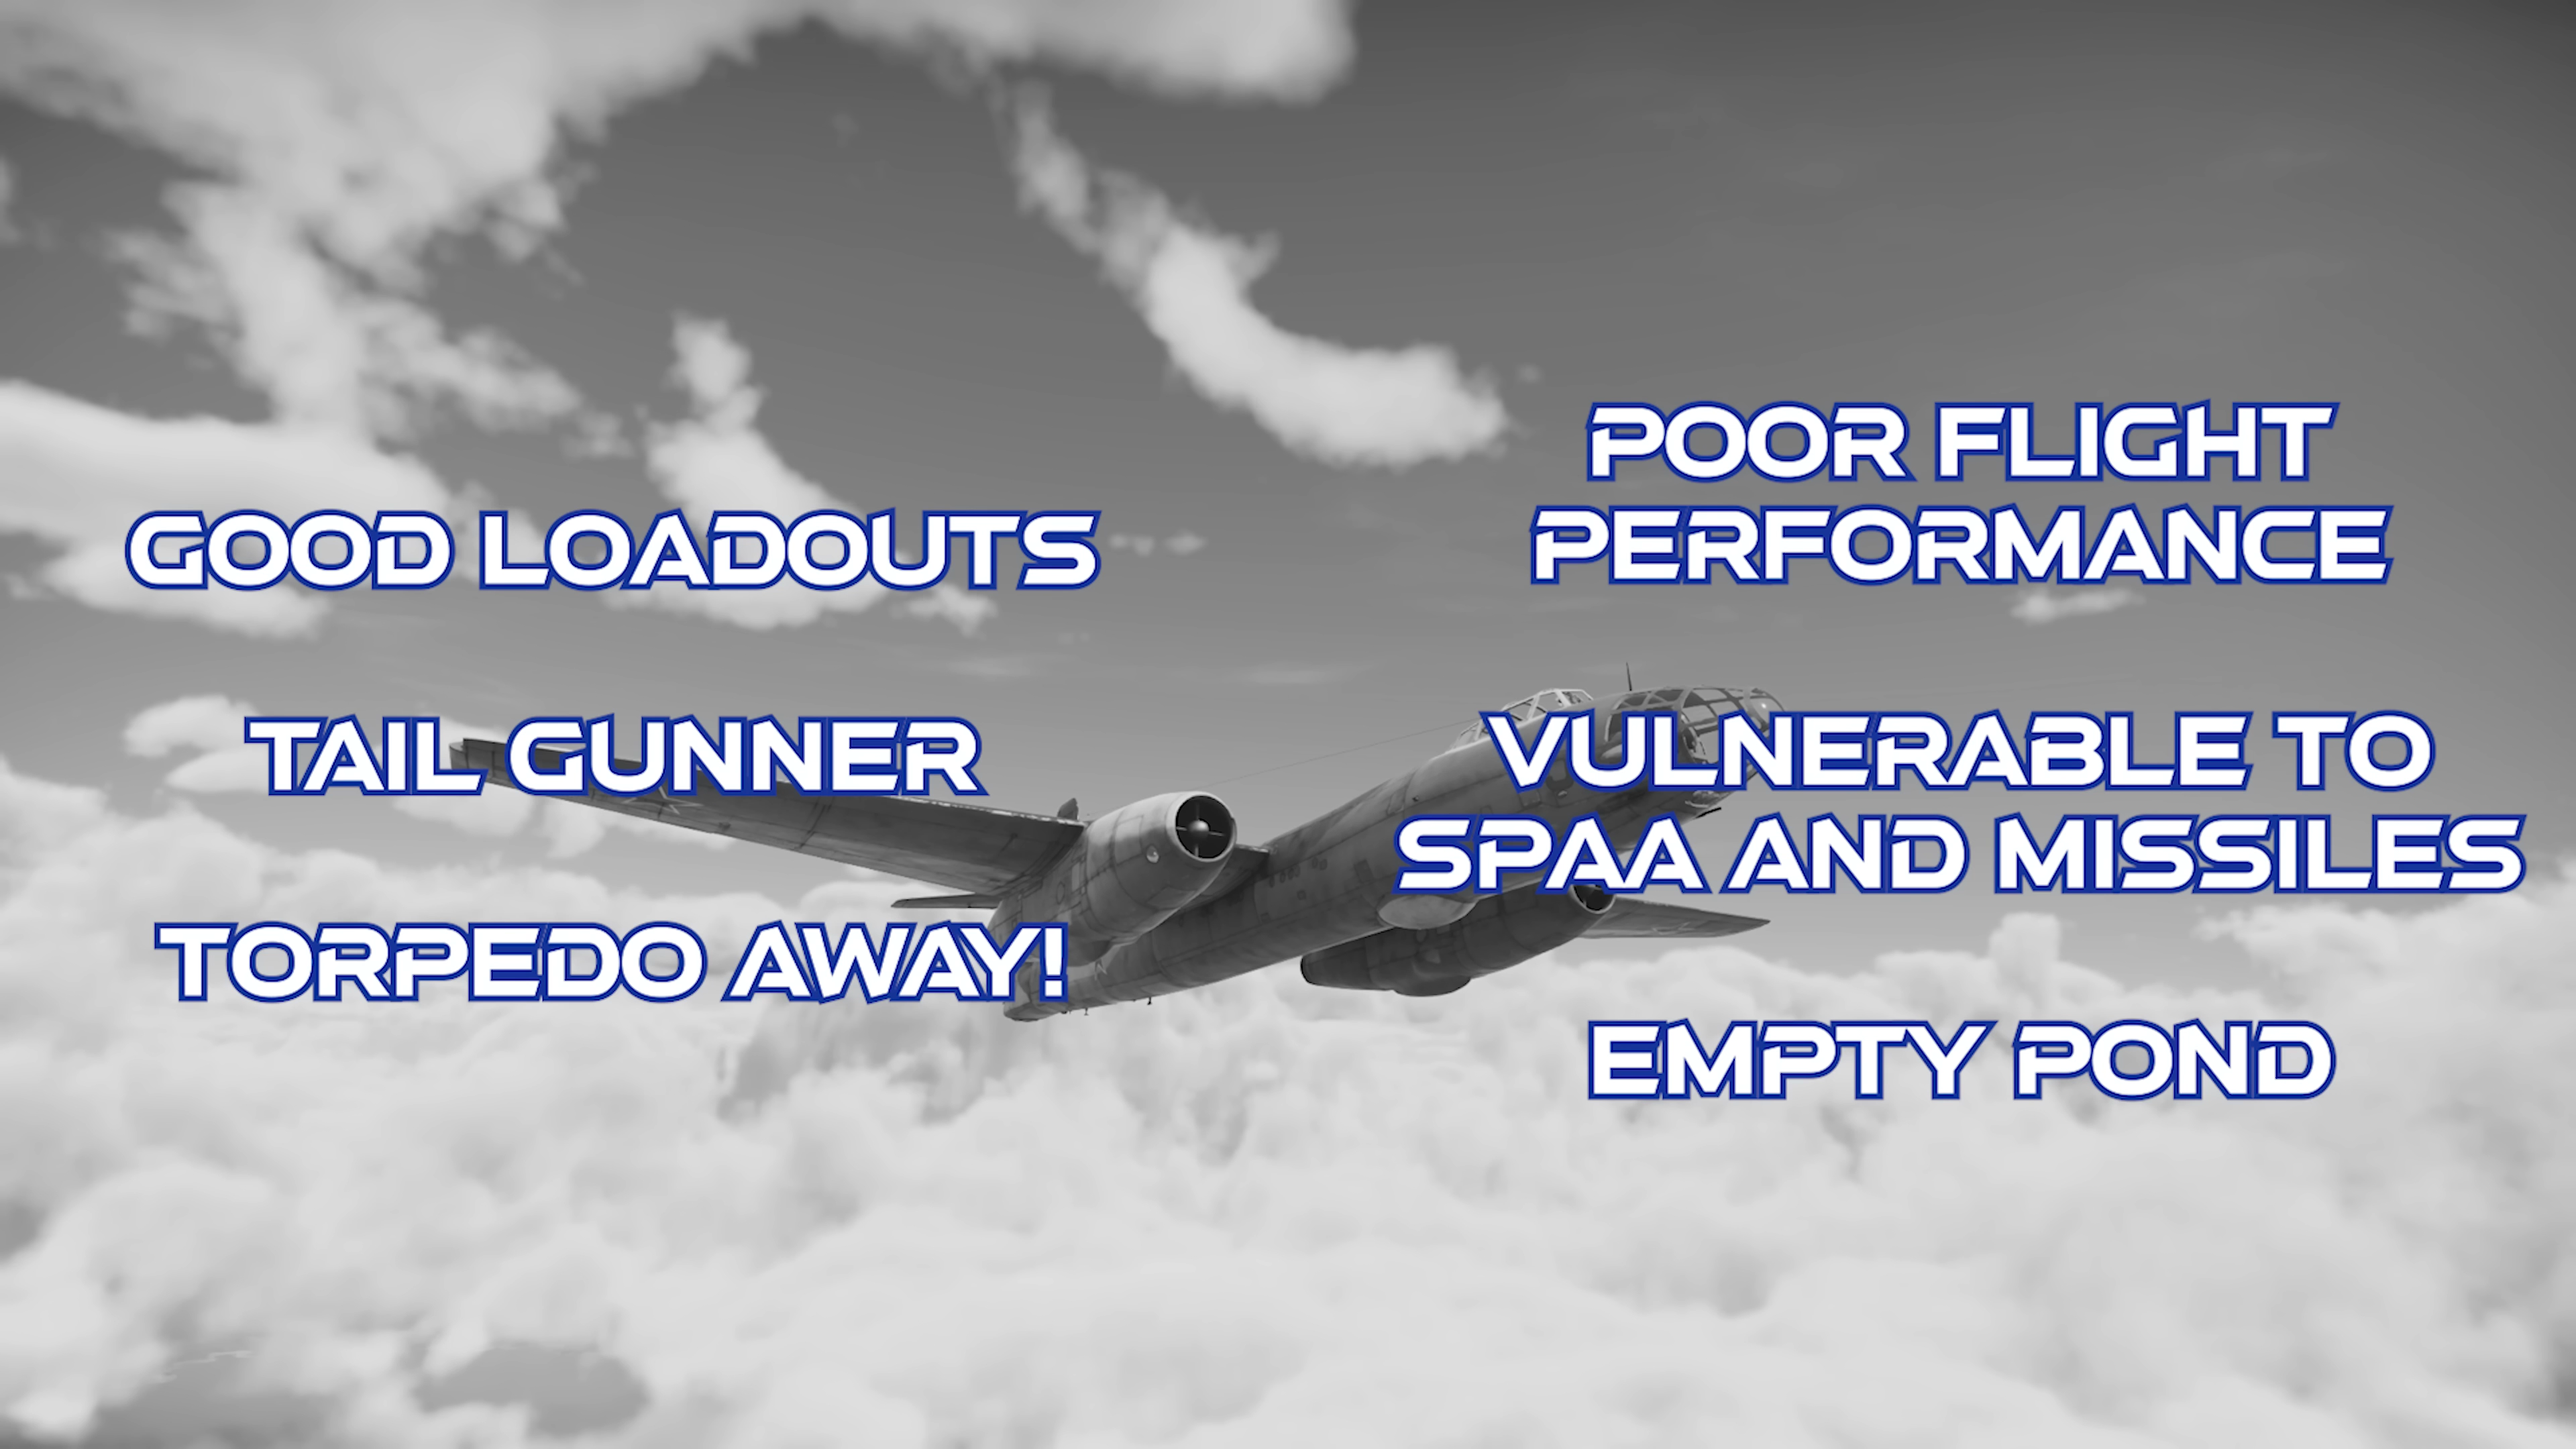 GOOD LOADOUTS
TAIL GUNNER
TORPEDO AWAY!
POOR FLIGHT
PERFORMANCE
VULNERABLE TO
SPAA AND MISSILES
EMPTY POND